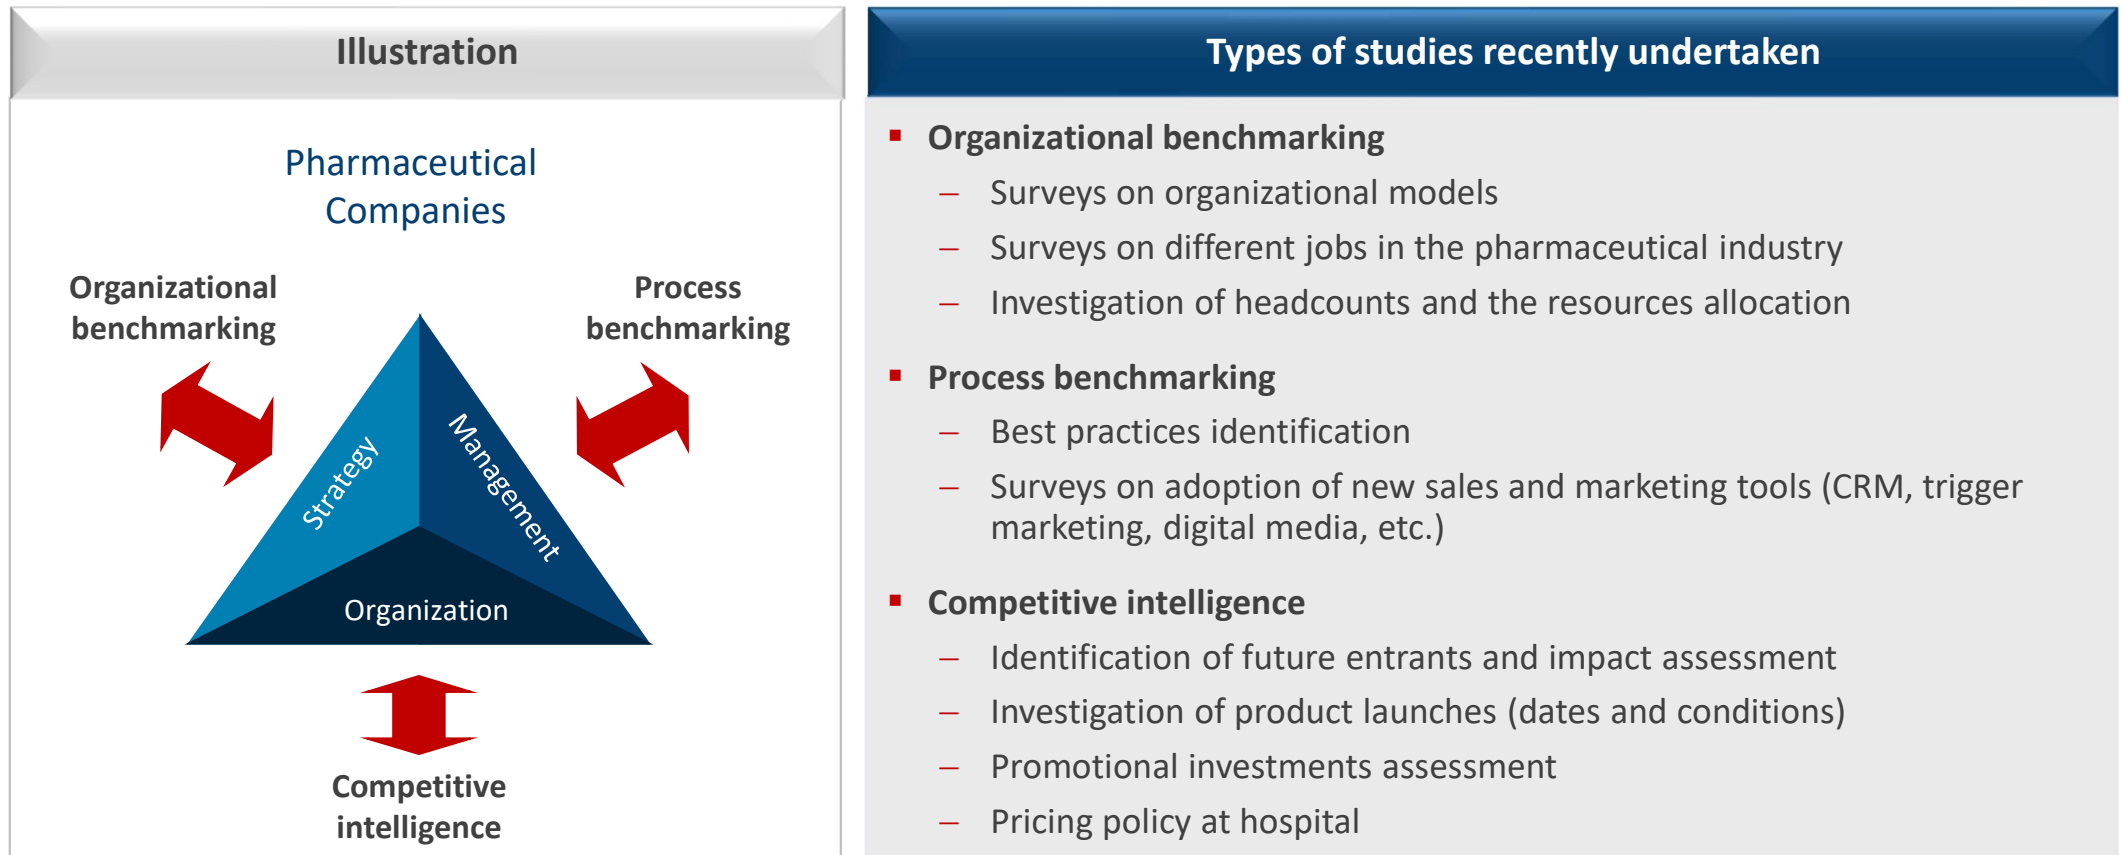 Illustration
Pharmaceutical
Companies
Organizational
benchmarking
Process
benchmarking
Strategy
Management
Organization
Competitive
intelligence
Types of studies recently undertaken
▪ Organizational benchmarking
– Surveys on organizational models
– Surveys on different jobs in the pharmaceutical industry
– Investigation of headcounts and the resources allocation
▪ Process benchmarking
– Best practices identification
– Surveys on adoption of new sales and marketing tools (CRM, trigger
marketing, digital media, etc.)
▪ Competitive intelligence
– Identification of future entrants and impact assessment
– Investigation of product launches (dates and conditions)
– Promotional investments assessment
– Pricing policy at hospital